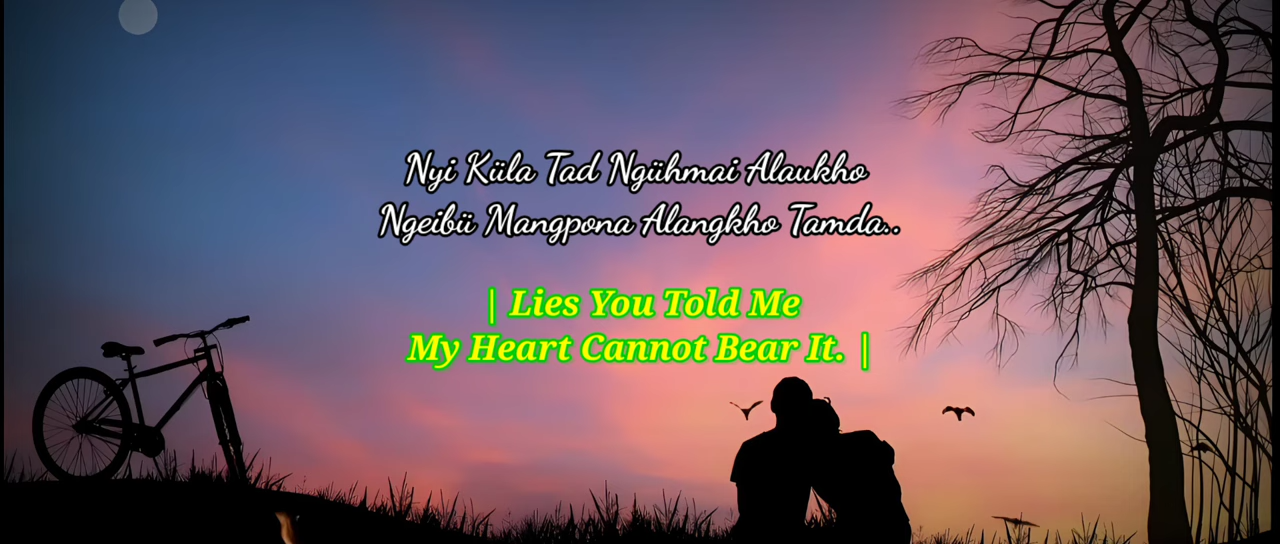 Nyi Küla Tad Ngühmai Alaukho
Ngeibü Mangpona Alangkho Tamda..
| Lies You Told Me
My Heart Cannot Bear It. |